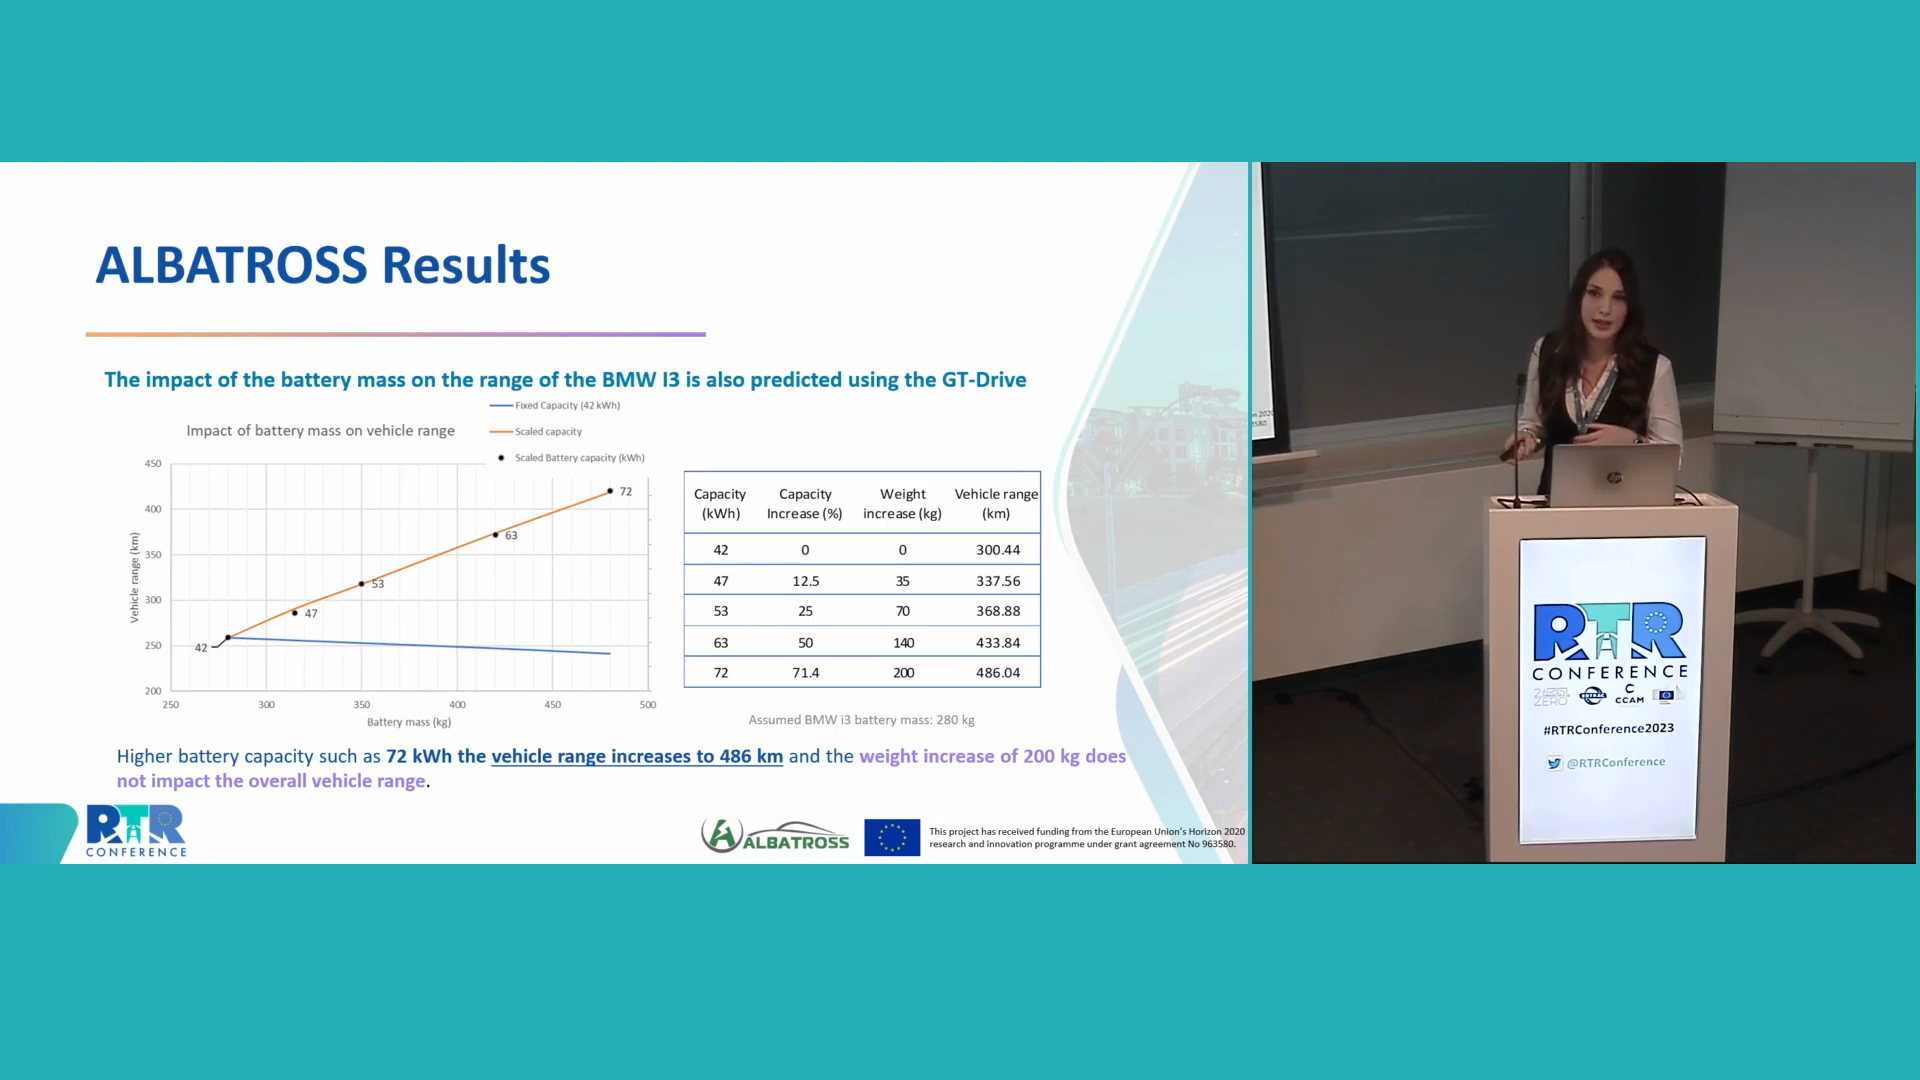 ALBATROSS Results
The impact of the battery mass on the range of the BMW I3 is also predicted using the GT-Drive
Fixed Capacity (42 kWh)
Impact of battery mass on vehicle range
Scaled capacity
Scaled Battery capacity (kWh)
Vehicle range (km)
450
400
350
300
250
200
250
300
350
400
450
500
Battery mass (kg)
42
47
53
63
72
Capacity (kWh) Capacity Increase (%) Weight increase (kg) Vehicle range (km)
42 0 0 300.44
47 12.5 35 337.56
53 25 70 368.88
63 50 140 433.84
72 71.4 200 486.04
Assumed BMW i3 battery mass: 280 kg
Higher battery capacity such as 72 kWh the vehicle range increases to 486 km and the weight increase of 200 kg does
not impact the overall vehicle range.
RTR
CONFERENCE
ALBATROSS
This project has received funding from the European Union's Horizon 2020
research and innovation programme under grant agreement No 963580.
hp
RTR
CONFERENCE
CCAM
#RTRConference2023
@RTRConference